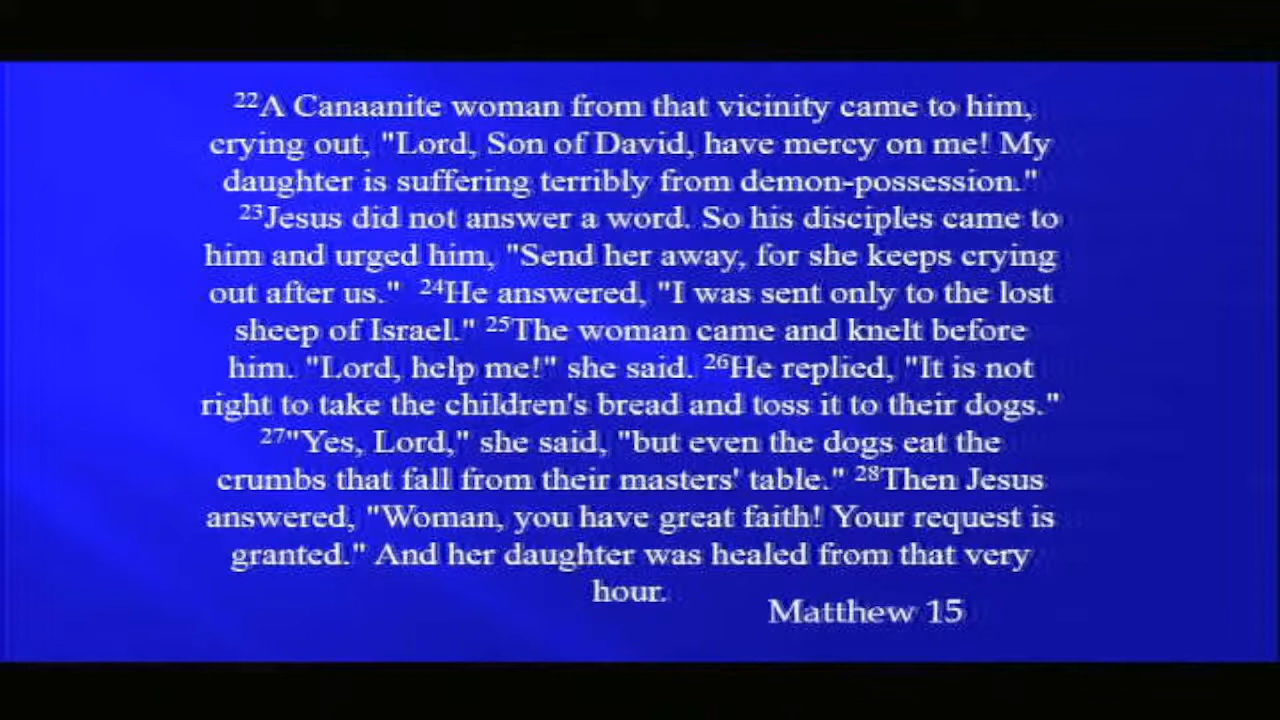 ²²A Canaanite woman from that vicinity came to him,
crying out, "Lord, Son of David, have mercy on me! My
daughter is suffering terribly from demon-possession."
²³Jesus did not answer a word. So his disciples came to
him and urged him, "Send her away, for she keeps crying
out after us." ²⁴He answered, "I was sent only to the lost
sheep of Israel." ²⁵The woman came and knelt before
him. "Lord, help me!" she said. ²⁶He replied, "It is not
right to take the children's bread and toss it to their dogs."
²⁷"Yes, Lord," she said, "but even the dogs eat the
crumbs that fall from their masters' table." ²⁸Then Jesus
answered, "Woman, you have great faith! Your request is
granted." And her daughter was healed from that very
hour.
Matthew 15